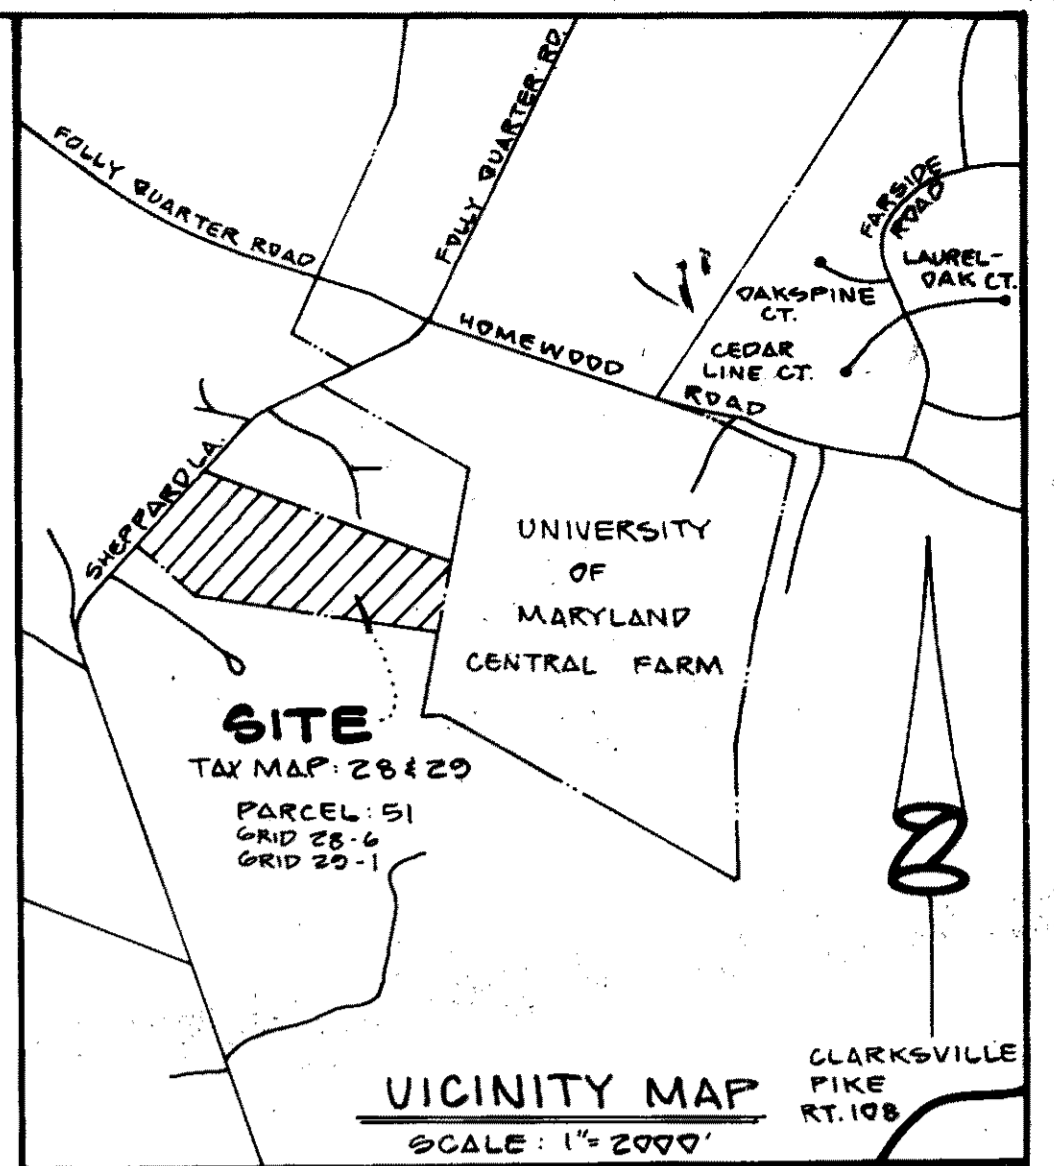 FOLLY QUARTER ROAD
FOLLY QUARTER RD.
FARSIDE
ROAD
LAUREL-
OAK CT.
OAKSPINE
CT.
CEDAR
LINE CT.
HOMEWOOD
ROAD
SHEPPARD LA.
UNIVERSITY
OF
MARYLAND
CENTRAL FARM
SITE
TAX MAP: 28 & 29
PARCEL: 51
GRID 28-6
GRID 29-1
N
CLARKSVILLE
PIKE
RT. 108
VICINITY MAP
SCALE: 1"= 2000'